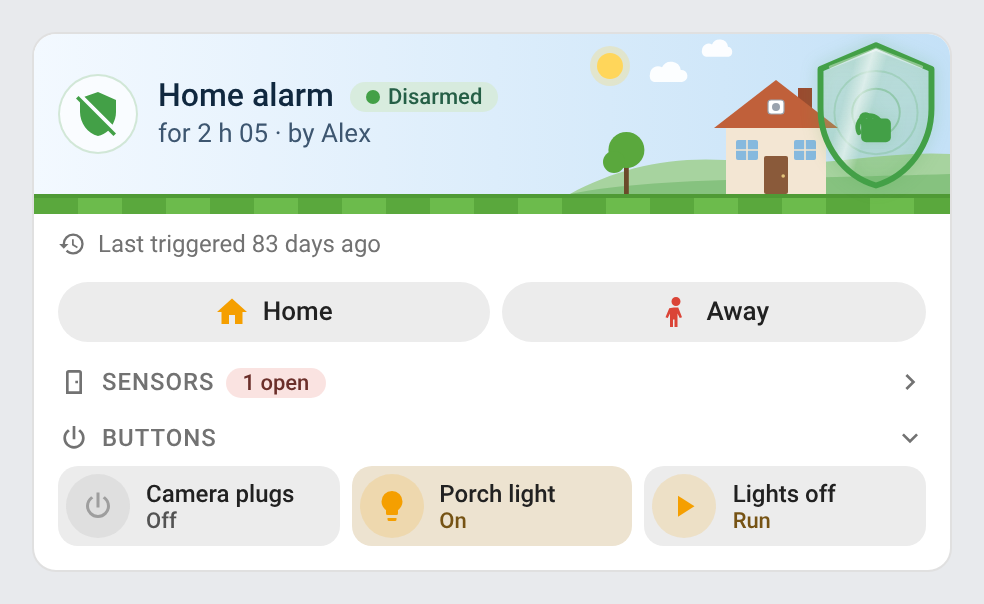 Home alarm
Disarmed
for 2 h 05 · by Alex
Last triggered 83 days ago
Home
Away
SENSORS
1 open
BUTTONS
Camera plugs
Off
Porch light
On
Lights off
Run